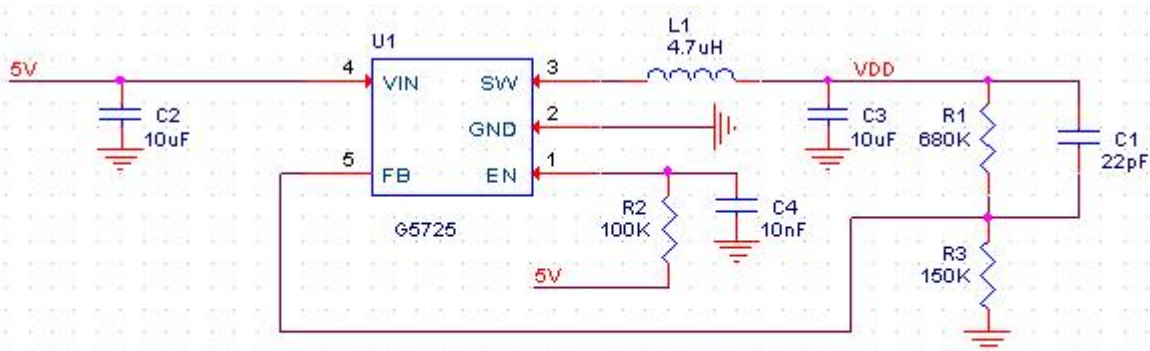 L1
4.7uH
U1
5V
4
VIN
SW
3
VDD
C2
10uF
GND
2
C3
10uF
R1
680K
C1
22pF
5
FB
EN
1
G5725
R2
100K
C4
10nF
5V
R3
150K